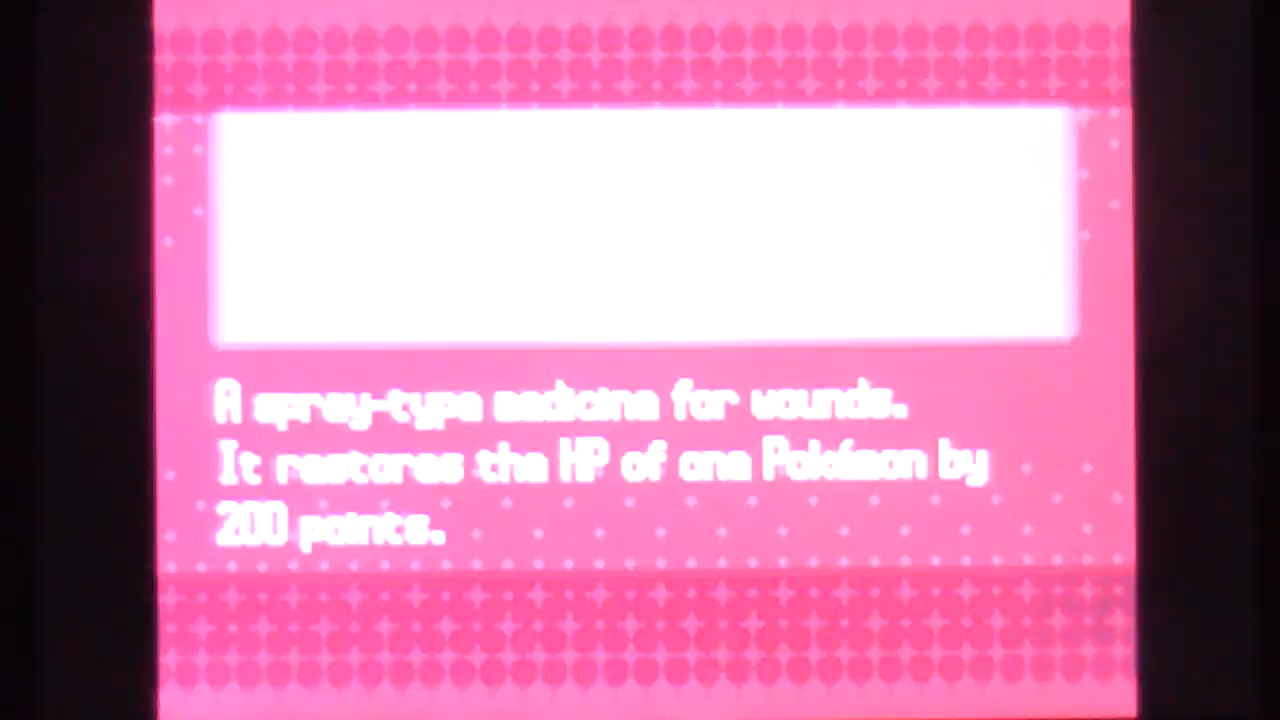 A spray-type medicine for wounds.
It restores the HP of one Pokémon by
200 points.